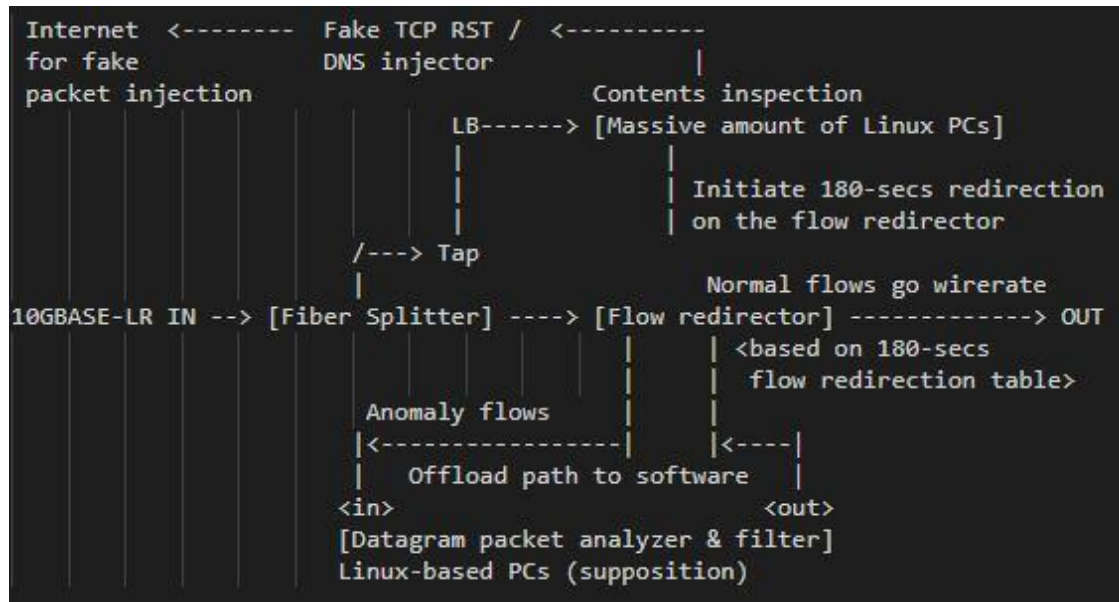 Internet <-------- Fake TCP RST / <----------
for fake DNS injector |
packet injection Contents inspection
LB------> [Massive amount of Linux PCs]
| |
| | Initiate 180-secs redirection
| | on the flow redirector
/---> Tap
| Normal flows go wirerate
10GBASE-LR IN --> [Fiber Splitter] ----> [Flow redirector] -------------> OUT
| | <based on 180-secs
| | flow redirection table>
Anomaly flows | |
|<------------------| |<----|
| Offload path to software |
<in> <out>
[Datagram packet analyzer & filter]
Linux-based PCs (supposition)